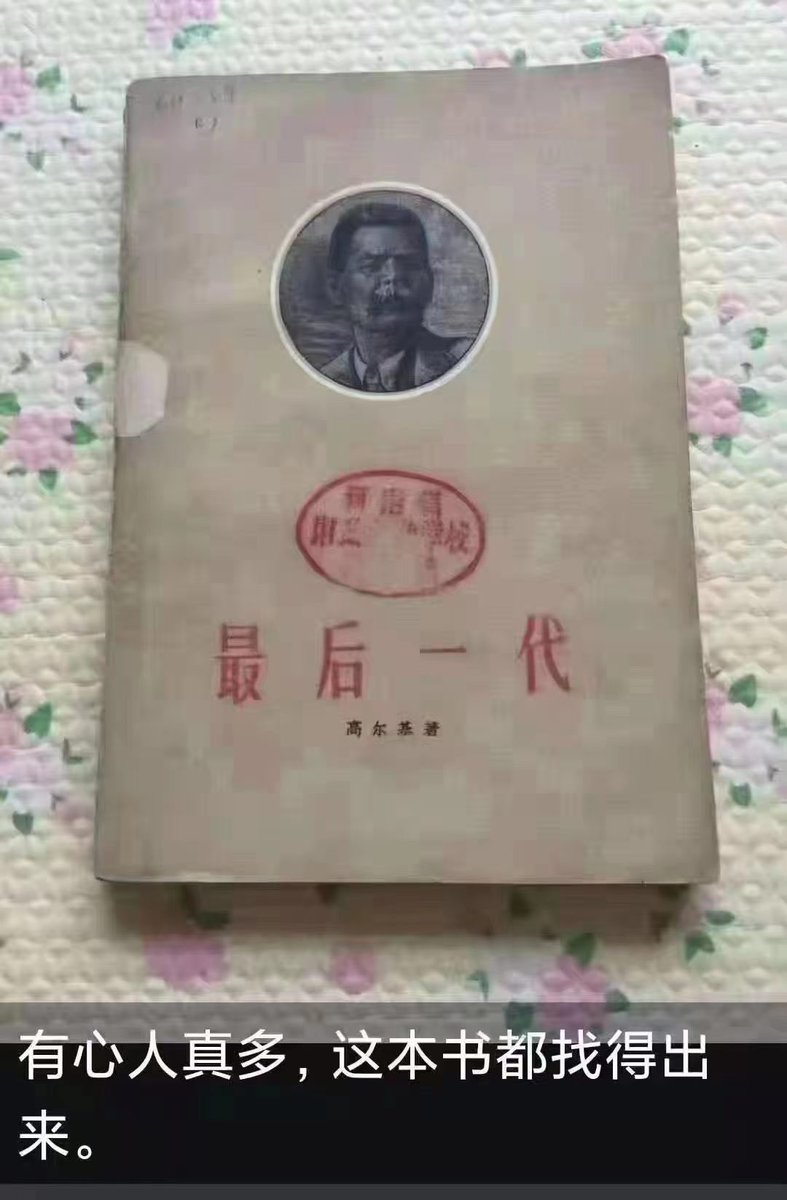 最后一代
高尔基著
有心人真多，这本书都找得出
来。